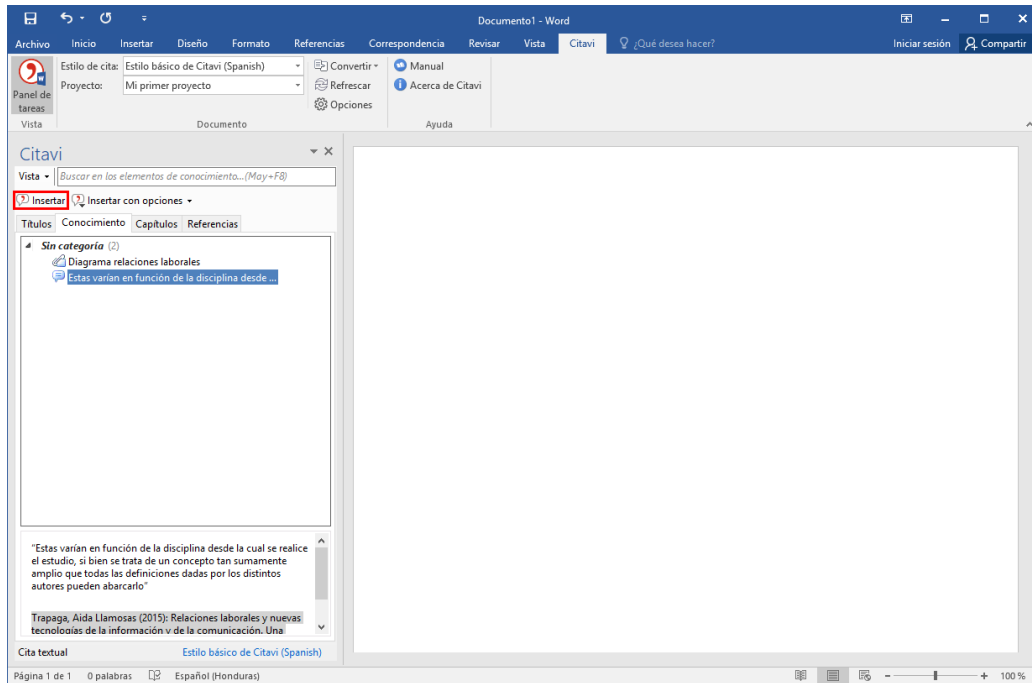 Documento1 - Word
Archivo Inicio Insertar Diseño Formato Referencias Correspondencia Revisar Vista Citavi ¿Qué desea hacer? Iniciar sesión Compartir
Panel de tareas
Estilo de cita: Estilo básico de Citavi (Spanish)
Proyecto: Mi primer proyecto
Convertir
Refrescar
Opciones
Manual
Acerca de Citavi
Vista Documento Ayuda
Citavi
Vista Buscar en los elementos de conocimiento...(May+F8)
Insertar Insertar con opciones
Títulos Conocimiento Capítulos Referencias
Sin categoría (2)
Diagrama relaciones laborales
Estas varían en función de la disciplina desde ...
"Estas varían en función de la disciplina desde la cual se realice
el estudio, si bien se trata de un concepto tan sumamente
amplio que todas las definiciones dadas por los distintos
autores pueden abarcarlo"
Trapaga, Aida Llamosas (2015): Relaciones laborales y nuevas
tecnologías de la información y de la comunicación. Una
Cita textual Estilo básico de Citavi (Spanish)
Página 1 de 1 0 palabras Español (Honduras) 100 %